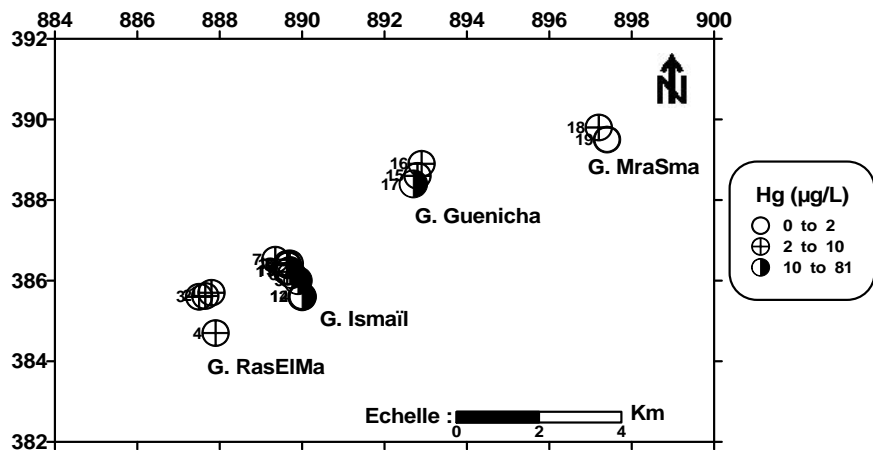 884 886 888 890 892 894 896 898 900
392
390
388
386
384
382
N
18
19
G. MraSma
16
15
17
G. Guenicha
7
G. Ismaïl
4
G. RasElMa
Hg (µg/L)
0 to 2
2 to 10
10 to 81
Echelle : Km
0 2 4